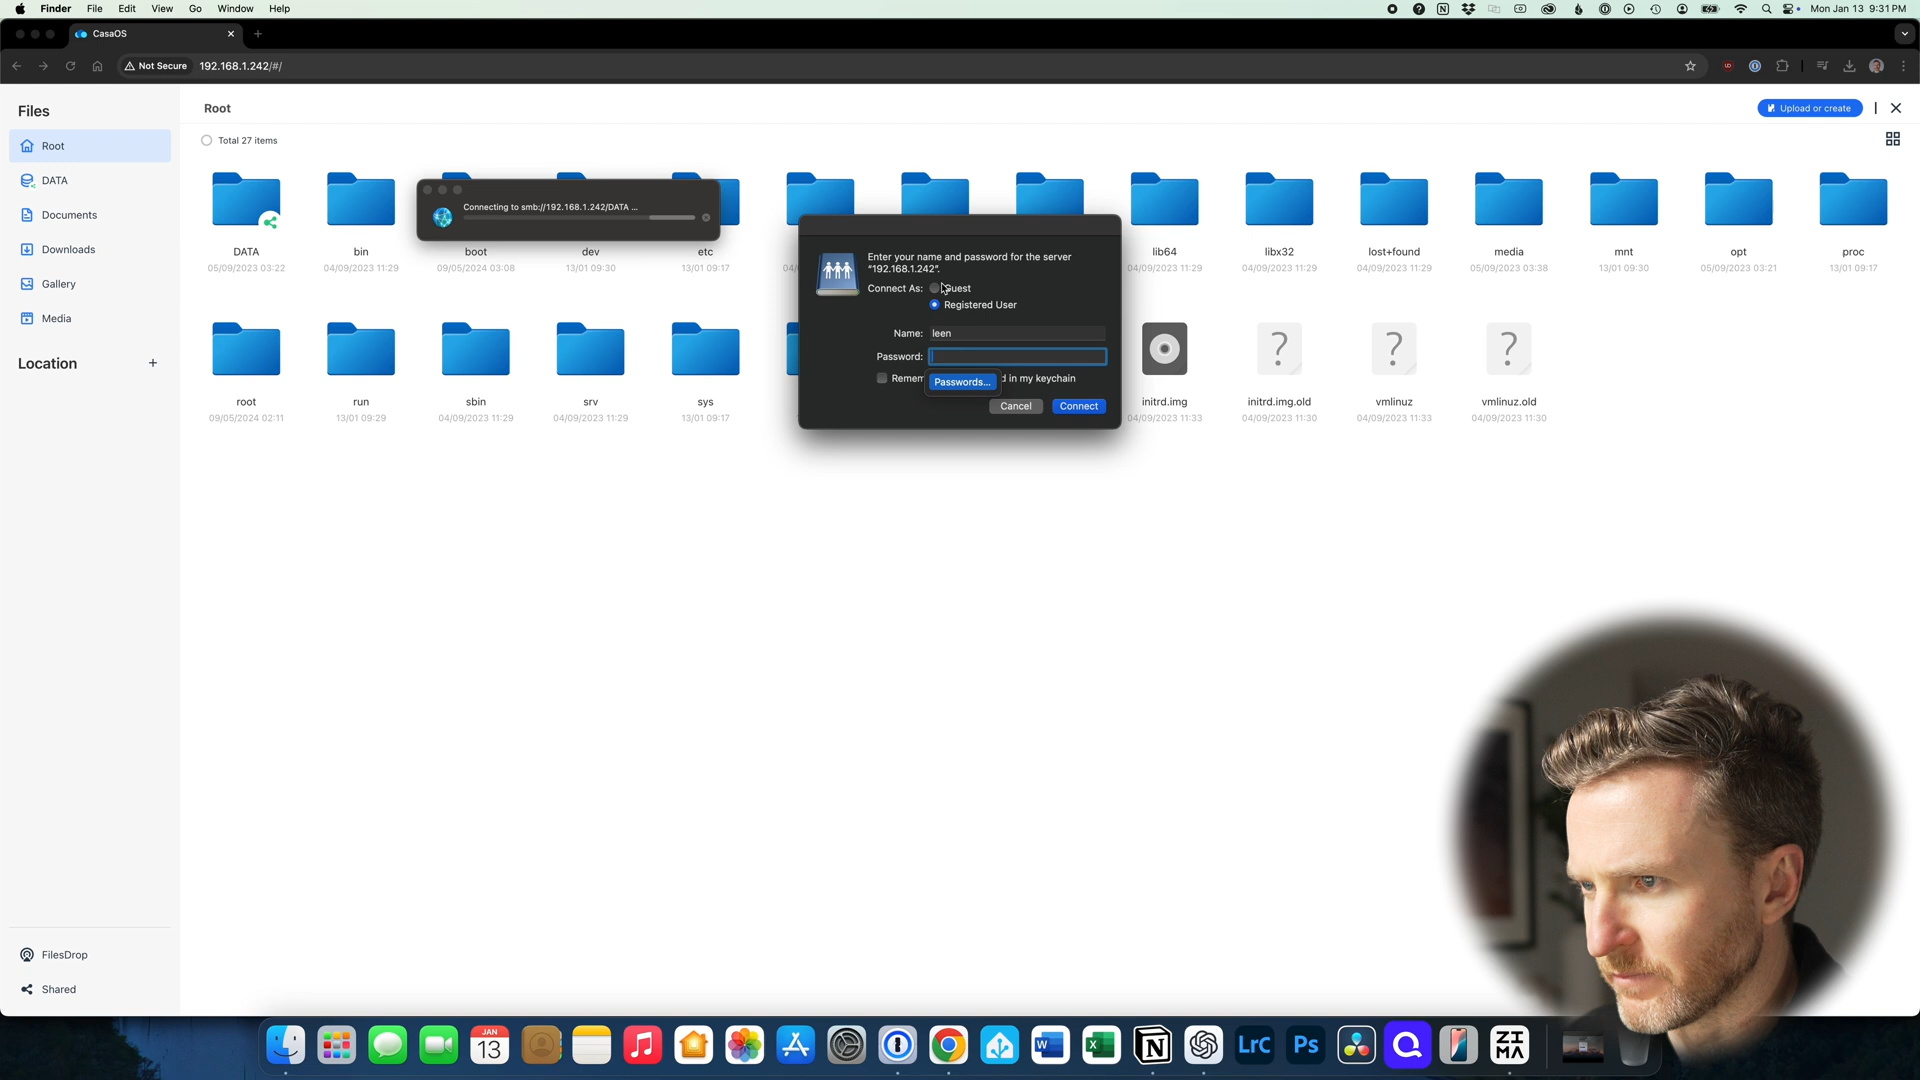 Finder File Edit View Go Window Help
Mon Jan 13 9:31 PM
CasaOS
Not Secure 192.168.1.242/#/
Files
Root
DATA
Documents
Downloads
Gallery
Media
Location
FilesDrop
Shared
Root
Upload or create
Total 27 items
DATA bin boot dev etc lib64 libx32 lost+found media mnt opt proc
05/09/2023 03:22 04/09/2023 11:29 09/05/2024 03:08 13/01 09:30 13/01 09:17 04/09/2023 11:29 04/09/2023 11:29 04/09/2023 11:29 05/09/2023 03:38 13/01 09:30 05/09/2023 03:21 13/01 09:17
root run sbin srv sys initrd.img initrd.img.old vmlinuz vmlinuz.old
09/05/2024 02:11 13/01 09:29 04/09/2023 11:29 04/09/2023 11:29 13/01 09:17 04/09/2023 11:33 04/09/2023 11:30 04/09/2023 11:33 04/09/2023 11:30
Connecting to smb://192.168.1.242/DATA ...
Enter your name and password for the server
“192.168.1.242”.
Connect As: Guest
Registered User
Name: leen
Password:
Passwords...
in my keychain
Cancel Connect
JAN
13
LrC Ps
ZI
MA